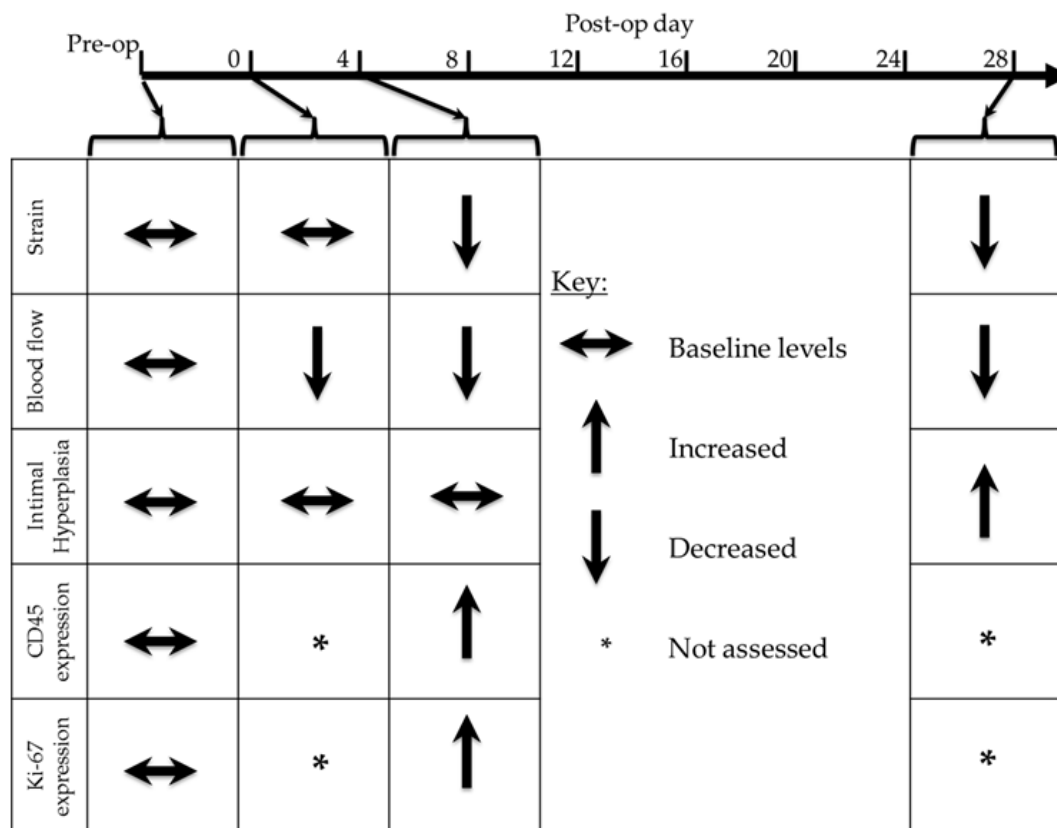 Post-op day
Pre-op
0 4 8 12 16 20 24 28
Strain
Blood flow
Key:
Baseline levels
Intimal
Hyperplasia
Increased
Decreased
CD45
expression
* * * Not assessed
Ki-67
expression
* *